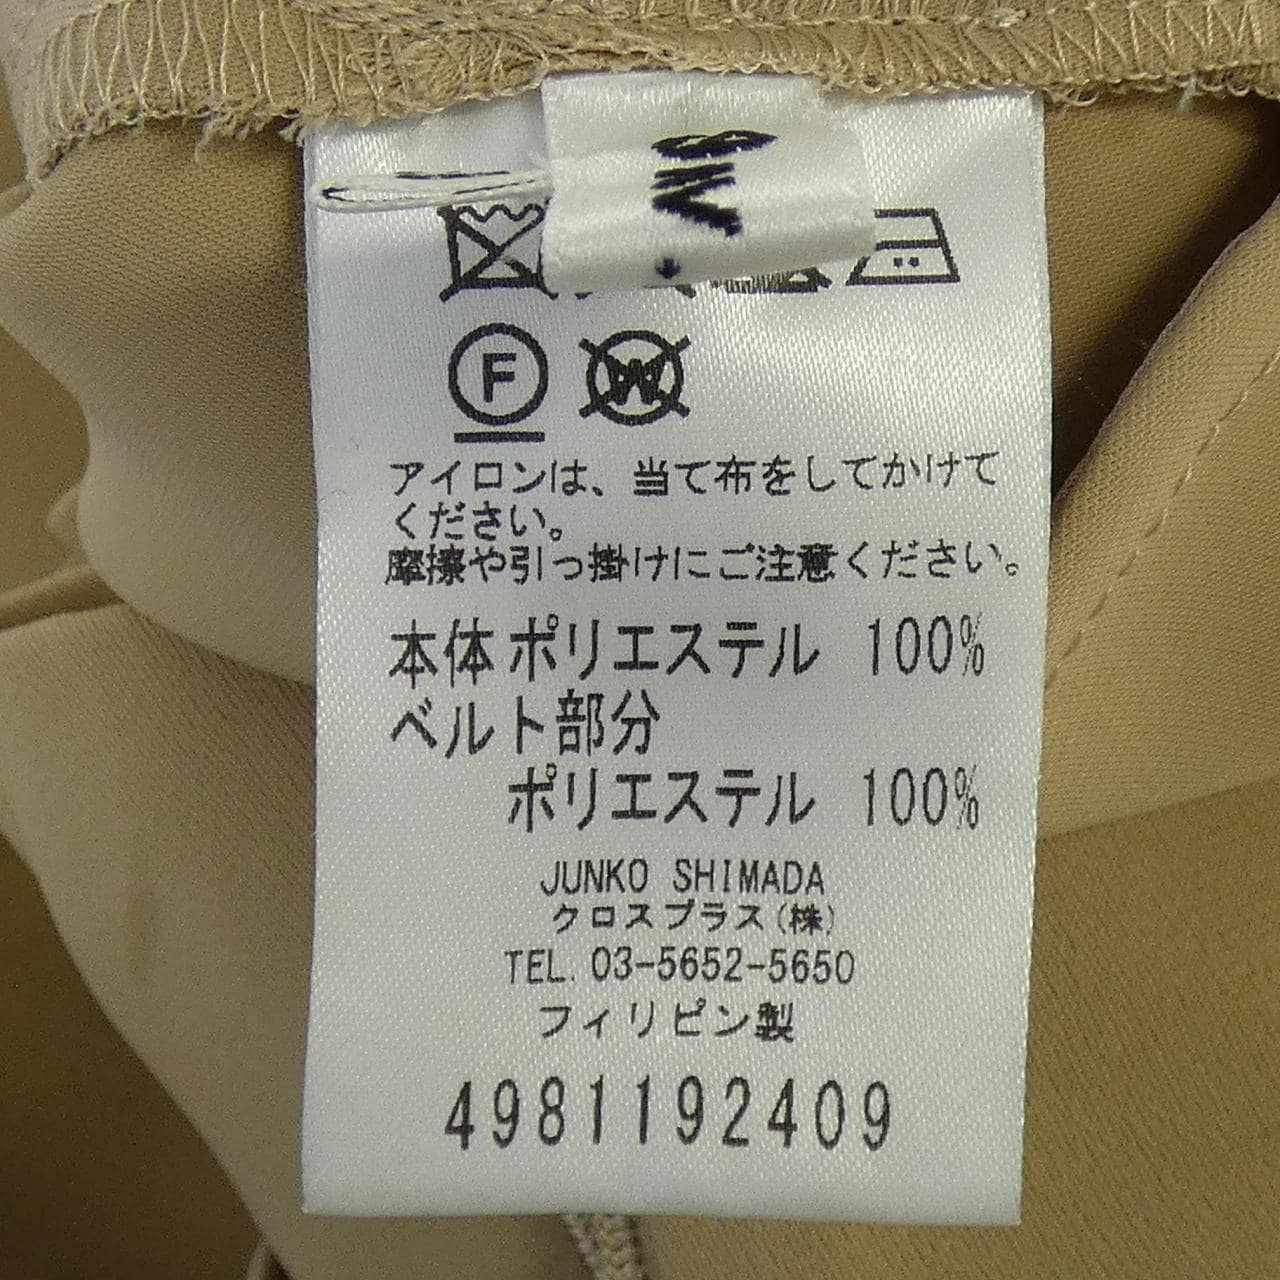 F
W
アイロンは、当て布をしてかけて
ください。
摩擦や引っ掛けにご注意ください。
本体 ポリエステル 100%
ベルト部分
ポリエステル 100%
JUNKO SHIMADA
クロスプラス(株)
TEL. 03-5652-5650
フィリピン製
4981192409